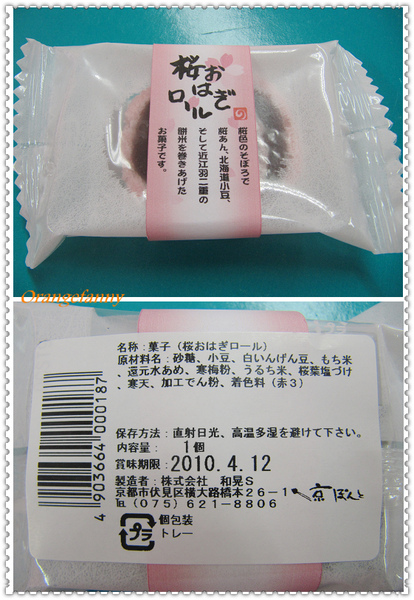 桜おはぎ
ロール
桜色のそぼろで
桜あん、北海道小豆、
そして近江羽二重の
餅米を巻きあげた
お菓子です。
Orangefanny
名称:菓子(桜おはぎロール)
原材料名:砂糖、小豆、白いんげん豆、もち米
、還元水あめ、寒梅粉、うるち米、桜葉塩づけ
、寒天、加工でん粉、着色料(赤3)
保存方法:直射日光、高温多湿を避けて下さい。
内容量: 1個
賞味期限:2010.4.12
製造者:株式会社 和晃S
京都市伏見区横大路橋本26-1
℡(075)621-8806
プラ
個包装
トレー
4903664000187